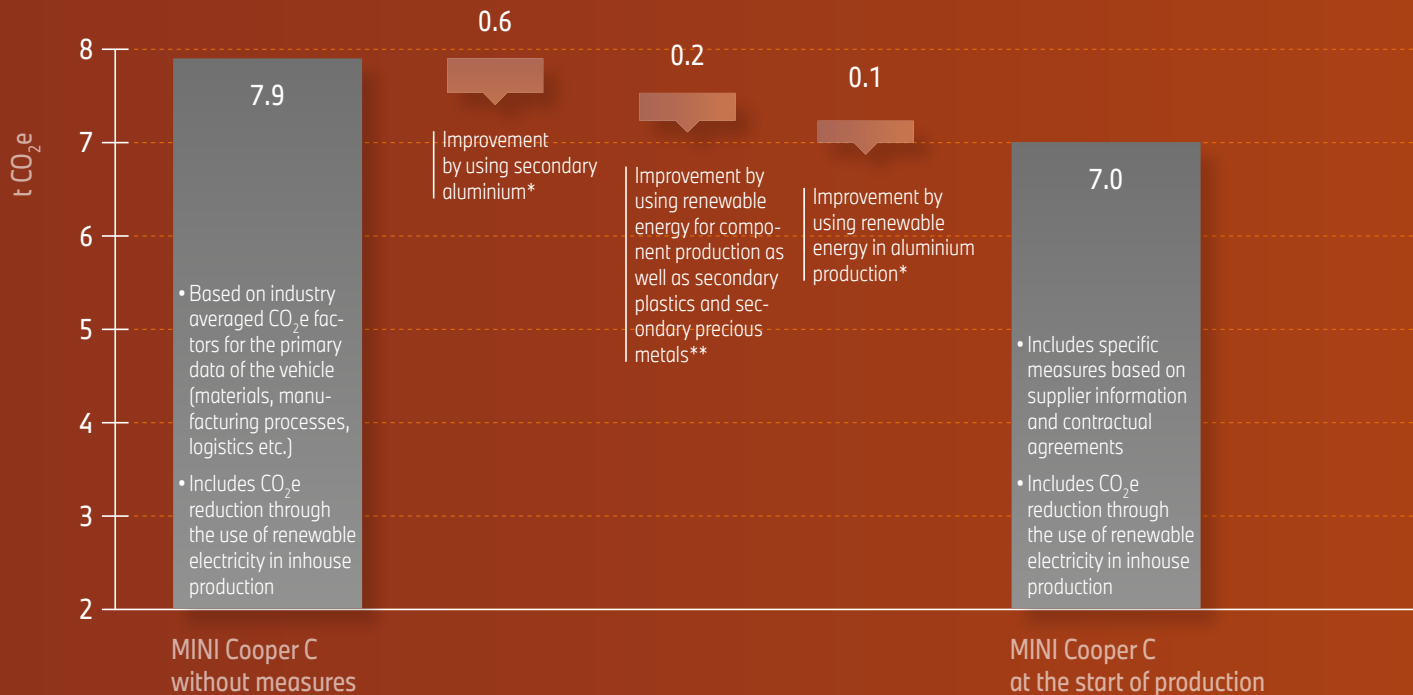 t CO₂e
8
7
6
5
4
3
2
7.9
• Based on industry
averaged CO₂e fac-
tors for the primary
data of the vehicle
(materials, manu-
facturing processes,
logistics etc.)
• Includes CO₂e
reduction through
the use of renewable
electricity in inhouse
production
MINI Cooper C
without measures
0.6
Improvement
by using secondary
aluminium*
0.2
Improvement by
using renewable
energy for compo-
nent production as
well as secondary
plastics and sec-
ondary precious
metals**
0.1
Improvement by
using renewable
energy in aluminium
production*
7.0
• Includes specific
measures based on
supplier information
and contractual
agreements
• Includes CO₂e
reduction through
the use of renewable
electricity in inhouse
production
MINI Cooper C
at the start of production